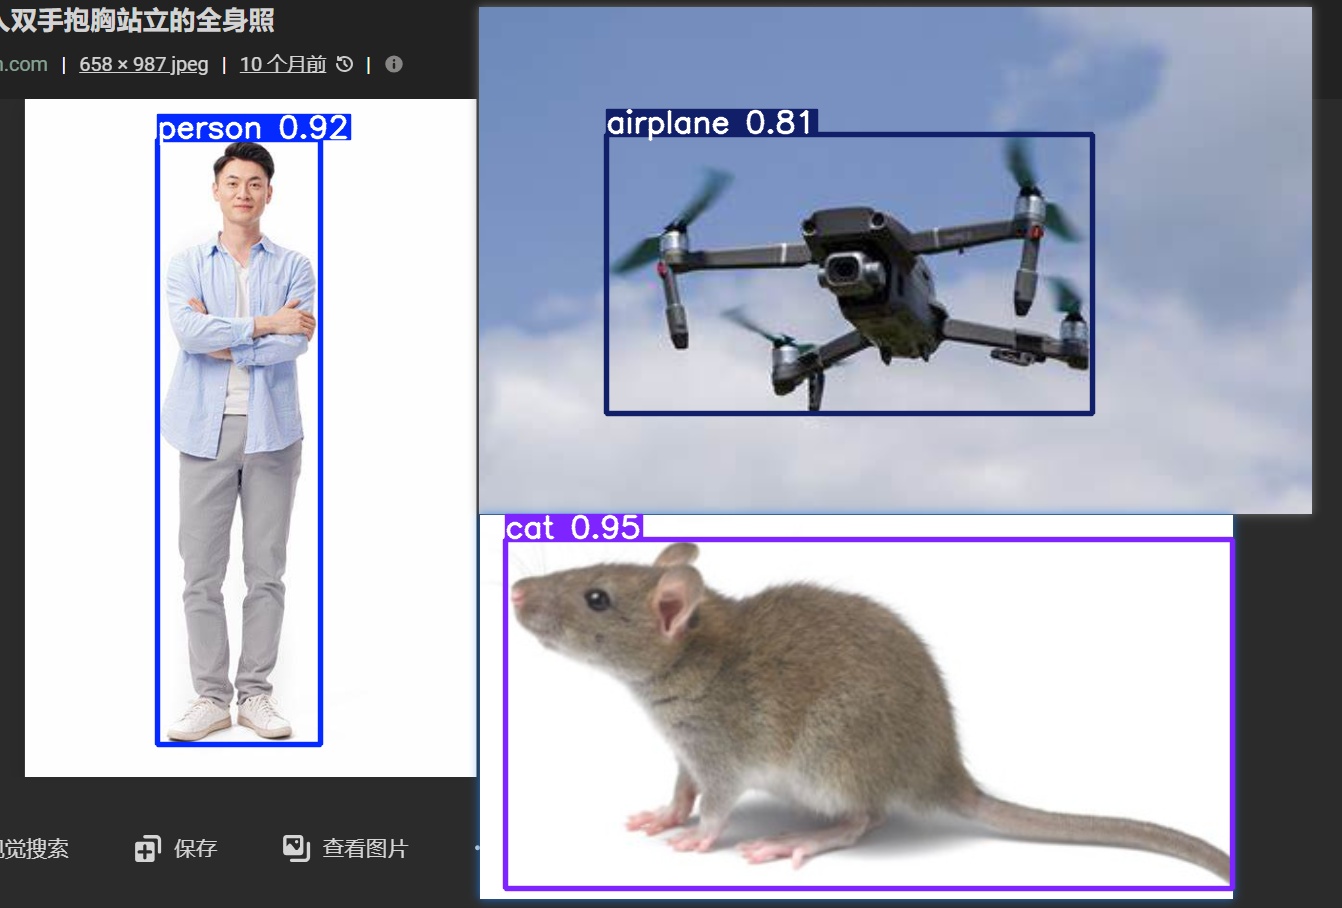 人双手抱胸站立的全身照
.com | 658 × 987 jpeg | 10 个月前 |
person 0.92
airplane 0.81
cat 0.95
视觉搜索 保存 查看图片